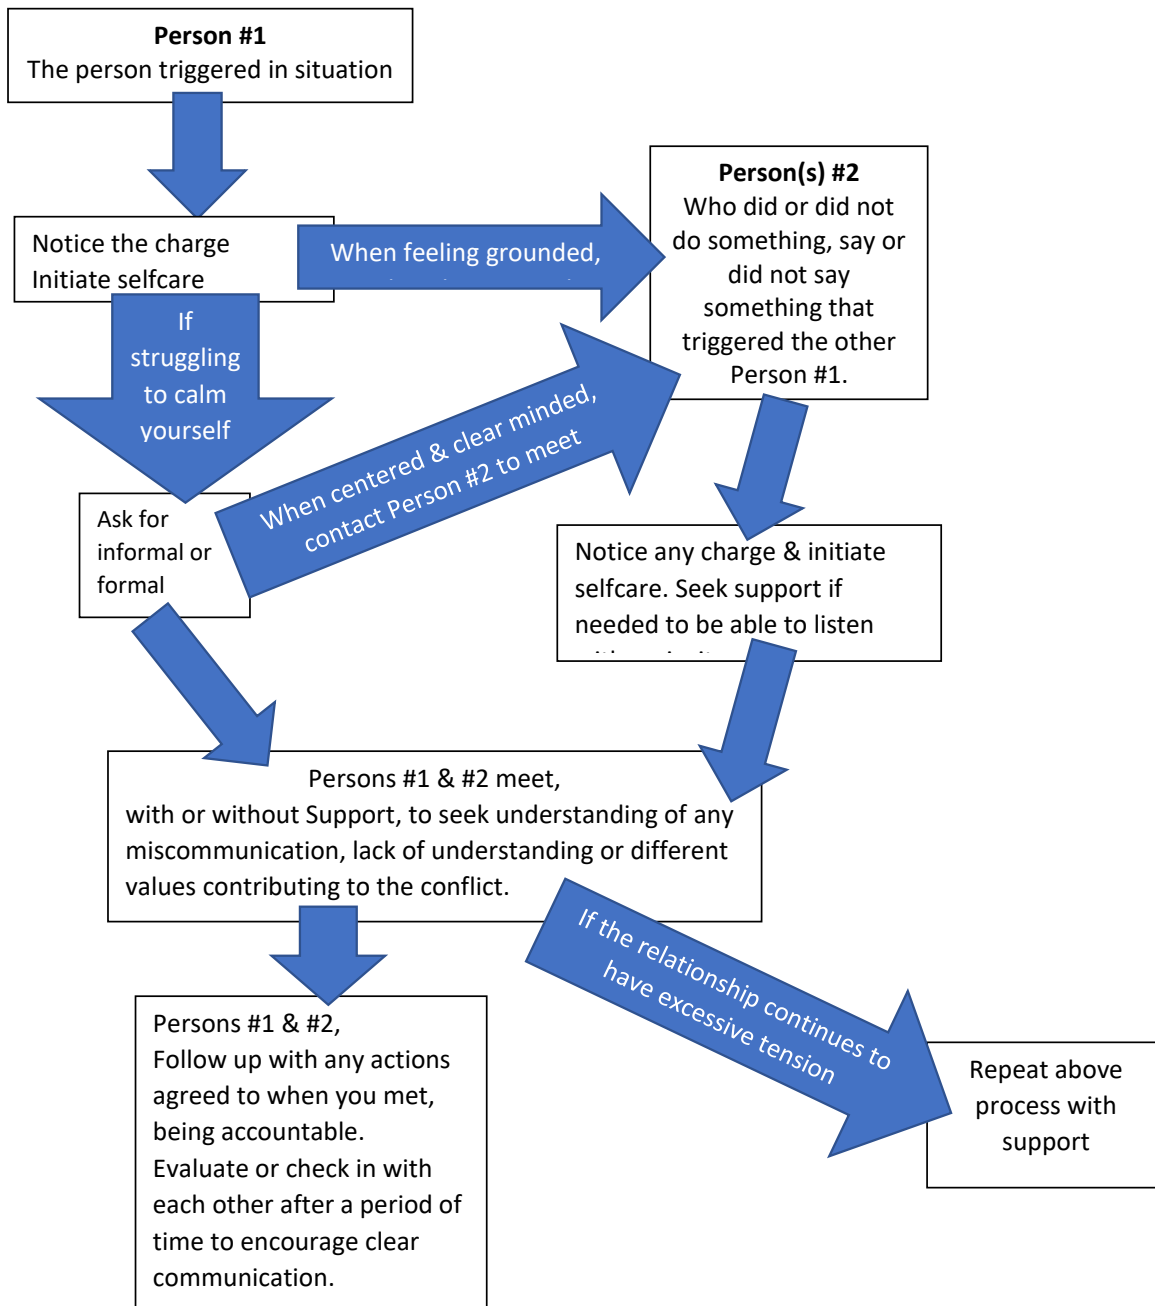 Person #1
The person triggered in situation
Notice the charge
Initiate selfcare
When feeling grounded,
Person(s) #2
Who did or did not
do something, say or
did not say
something that
triggered the other
Person #1.
If
struggling
to calm
yourself
When centered & clear minded,
contact Person #2 to meet
Ask for
informal or
formal
Notice any charge & initiate
selfcare. Seek support if
needed to be able to listen
Persons #1 & #2 meet,
with or without Support, to seek understanding of any
miscommunication, lack of understanding or different
values contributing to the conflict.
If the relationship continues to
have excessive tension
Persons #1 & #2,
Follow up with any actions
agreed to when you met,
being accountable.
Evaluate or check in with
each other after a period of
time to encourage clear
communication.
Repeat above
process with
support